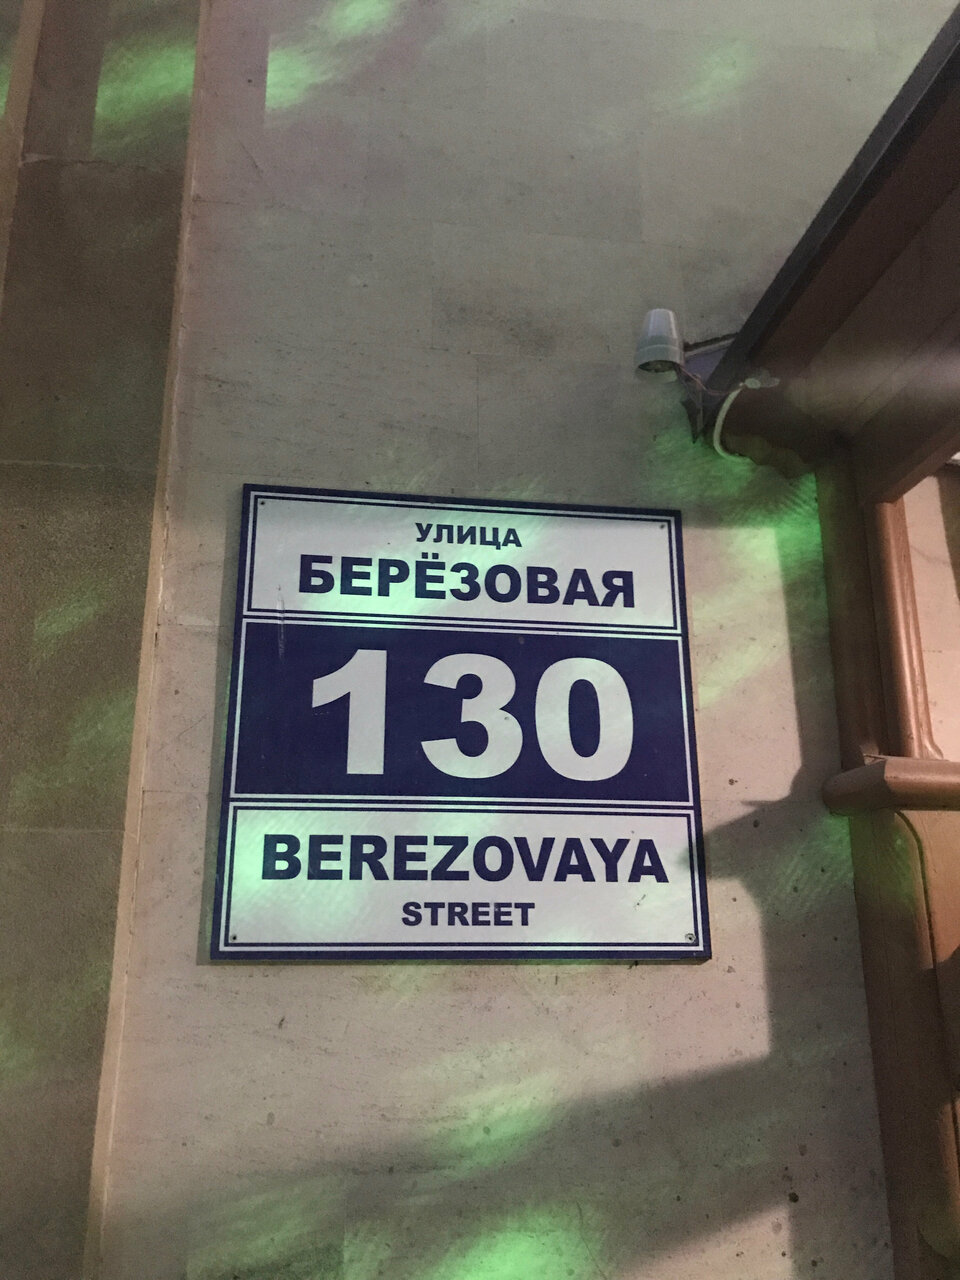 УЛИЦА
БЕРЁЗОВАЯ
130
BEREZOVAYA
STREET